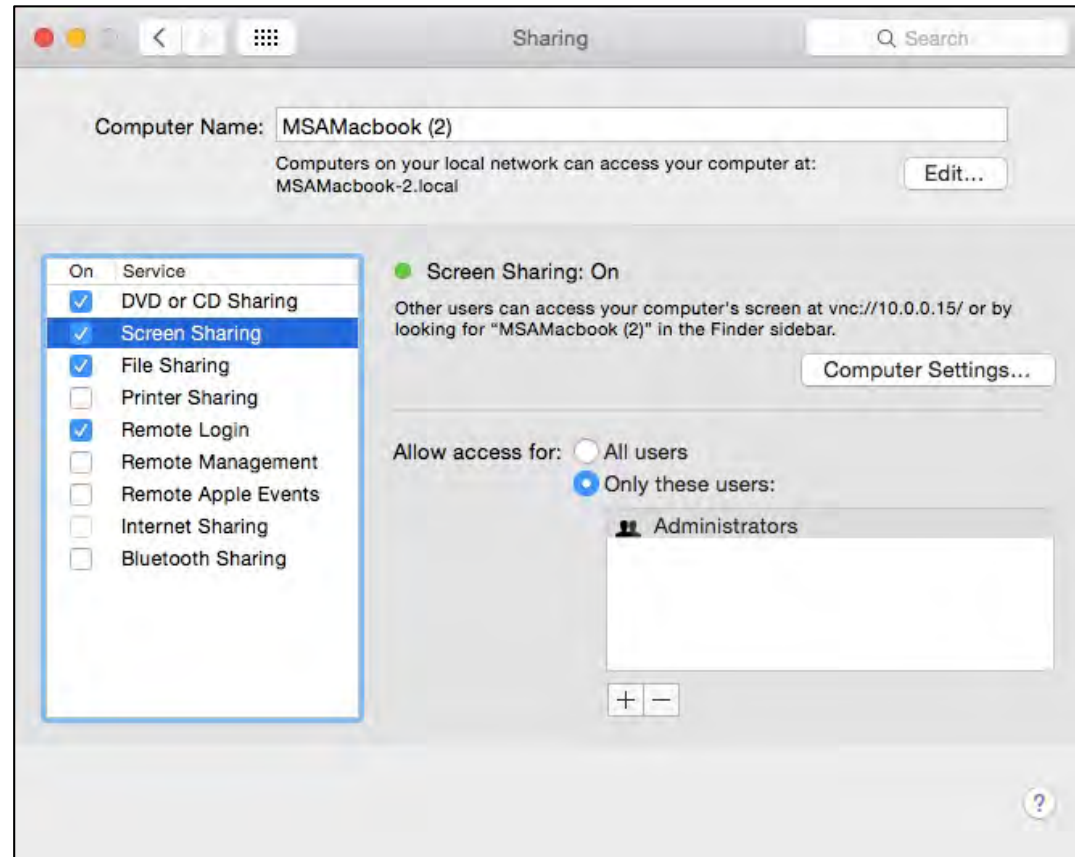 Sharing
Search
Computer Name: MSAMacbook (2)
Computers on your local network can access your computer at:
MSAMacbook-2.local
Edit...
On Service
DVD or CD Sharing
Screen Sharing
File Sharing
Printer Sharing
Remote Login
Remote Management
Remote Apple Events
Internet Sharing
Bluetooth Sharing
Screen Sharing: On
Other users can access your computer's screen at vnc://10.0.0.15/ or by
looking for “MSAMacbook (2)” in the Finder sidebar.
Computer Settings...
Allow access for: All users
Only these users:
Administrators
+ −
?